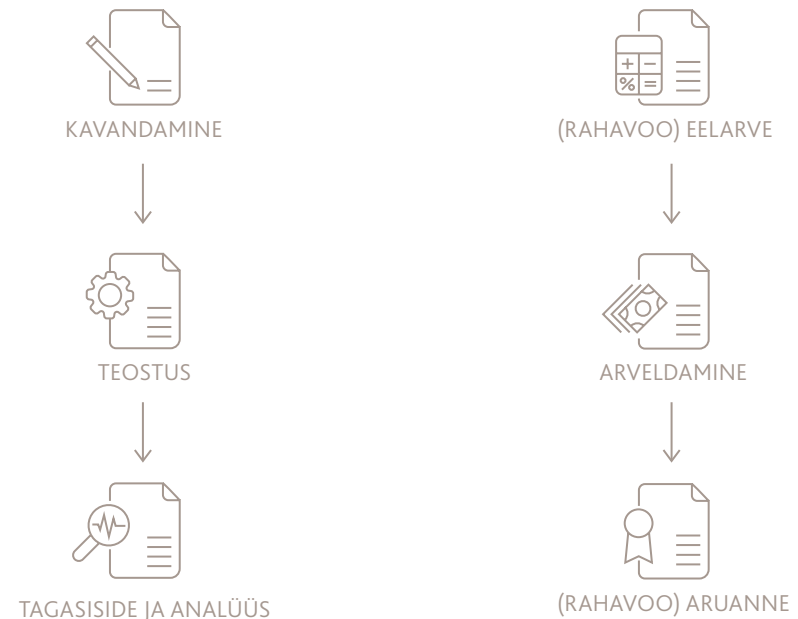 KAVANDAMINE
(RAHAVOO) EELARVE
TEOSTUS
ARVELDAMINE
TAGASISIDE JA ANALÜÜS
(RAHAVOO) ARUANNE